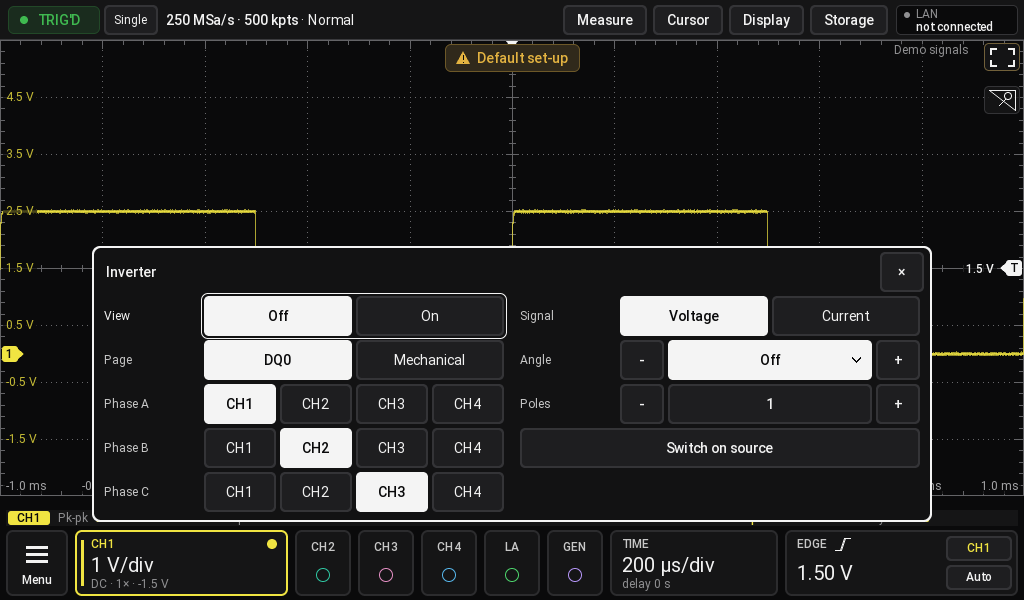 TRIG'D
Single
250 MSa/s · 500 kpts · Normal
Measure
Cursor
Display
Storage
LAN
not connected
Default set-up
Demo signals
4.5 V
3.5 V
2.5 V
1.5 V
0.5 V
-0.5 V
-1.5 V
1
1.5 V
T
-1.0 ms
1.0 ms
Inverter
×
View
Off
On
Signal
Voltage
Current
Page
DQ0
Mechanical
Angle
-
Off
+
Phase A
CH1
CH2
CH3
CH4
Poles
-
1
+
Phase B
CH1
CH2
CH3
CH4
Switch on source
Phase C
CH1
CH2
CH3
CH4
CH1
Pk-pk
Menu
CH1
1 V/div
DC · 1× · -1.5 V
CH2
CH3
CH4
LA
GEN
TIME
200 µs/div
delay 0 s
EDGE
1.50 V
CH1
Auto